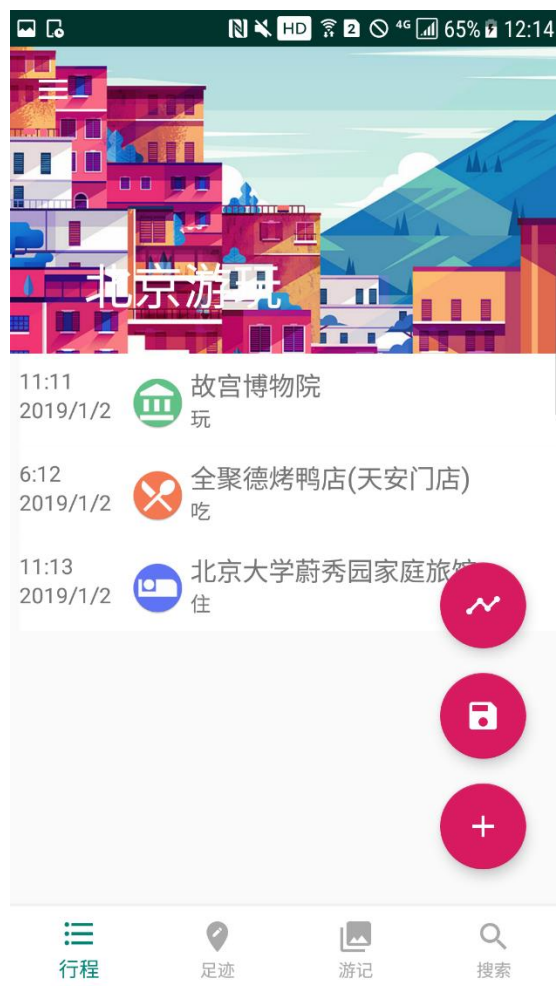 HD 2 4G 65% 12:14
北京游玩
11:11
2019/1/2
故宫博物院
玩
6:12
2019/1/2
全聚德烤鸭店(天安门店)
吃
11:13
2019/1/2
北京大学蔚秀园家庭旅馆
住
行程
足迹
游记
搜索